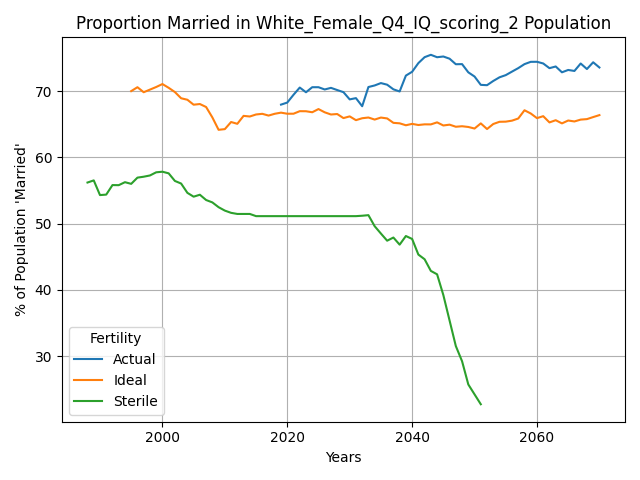 Proportion Married in White_Female_Q4_IQ_scoring_2 Population
% of Population 'Married'
70
60
50
40
30
Fertility
Actual
Ideal
Sterile
2000 2020 2040 2060
Years